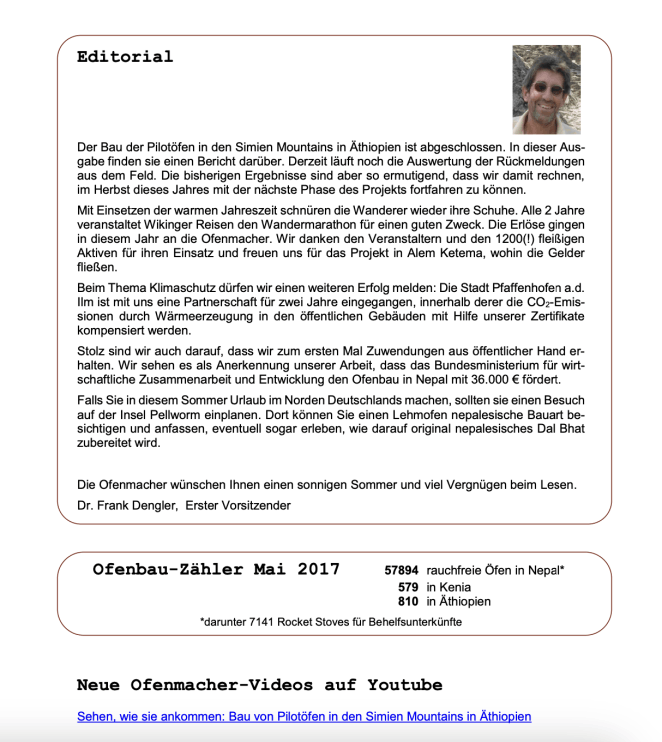 Editorial
Der Bau der Pilotöfen in den Simien Mountains in Äthiopien ist abgeschlossen. In dieser Aus-
gabe finden sie einen Bericht darüber. Derzeit läuft noch die Auswertung der Rückmeldungen
aus dem Feld. Die bisherigen Ergebnisse sind aber so ermutigend, dass wir damit rechnen,
im Herbst dieses Jahres mit der nächste Phase des Projekts fortfahren zu können.
Mit Einsetzen der warmen Jahreszeit schnüren die Wanderer wieder ihre Schuhe. Alle 2 Jahre
veranstaltet Wikinger Reisen den Wandermarathon für einen guten Zweck. Die Erlöse gingen
in diesem Jahr an die Ofenmacher. Wir danken den Veranstaltern und den 1200(!) fleißigen
Aktiven für ihren Einsatz und freuen uns für das Projekt in Alem Ketema, wohin die Gelder
fließen.
Beim Thema Klimaschutz dürfen wir einen weiteren Erfolg melden: Die Stadt Pfaffenhofen a.d.
Ilm ist mit uns eine Partnerschaft für zwei Jahre eingegangen, innerhalb derer die CO₂-Emis-
sionen durch Wärmeerzeugung in den öffentlichen Gebäuden mit Hilfe unserer Zertifikate
kompensiert werden.
Stolz sind wir auch darauf, dass wir zum ersten Mal Zuwendungen aus öffentlicher Hand er-
halten. Wir sehen es als Anerkennung unserer Arbeit, dass das Bundesministerium für wirt-
schaftliche Zusammenarbeit und Entwicklung den Ofenbau in Nepal mit 36.000 € fördert.
Falls Sie in diesem Sommer Urlaub im Norden Deutschlands machen, sollten sie einen Besuch
auf der Insel Pellworm einplanen. Dort können Sie einen Lehmofen nepalesische Bauart be-
sichtigen und anfassen, eventuell sogar erleben, wie darauf original nepalesisches Dal Bhat
zubereitet wird.
Die Ofenmacher wünschen Ihnen einen sonnigen Sommer und viel Vergnügen beim Lesen.
Dr. Frank Dengler, Erster Vorsitzender
Ofenbau-Zähler Mai 2017 57894 rauchfreie Öfen in Nepal*
579 in Kenia
810 in Äthiopien
*darunter 7141 Rocket Stoves für Behelfsunterkünfte
Neue Ofenmacher-Videos auf Youtube
Sehen, wie sie ankommen: Bau von Pilotöfen in den Simien Mountains in Äthiopien